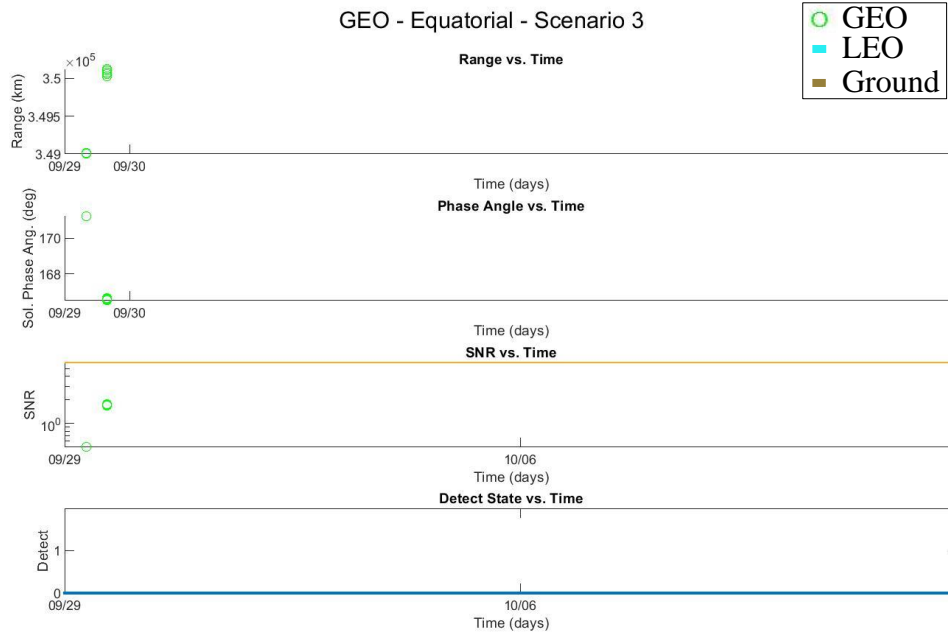 GEO - Equatorial - Scenario 3
GEO
LEO
Ground
Range vs. Time
×10^5
Range (km)
3.5
3.495
3.49
09/29 09/30
Time (days)
Phase Angle vs. Time
Sol. Phase Ang. (deg)
170
168
09/29 09/30
Time (days)
SNR vs. Time
SNR
10^0
09/29 10/06
Time (days)
Detect State vs. Time
Detect
1
0
09/29 10/06
Time (days)